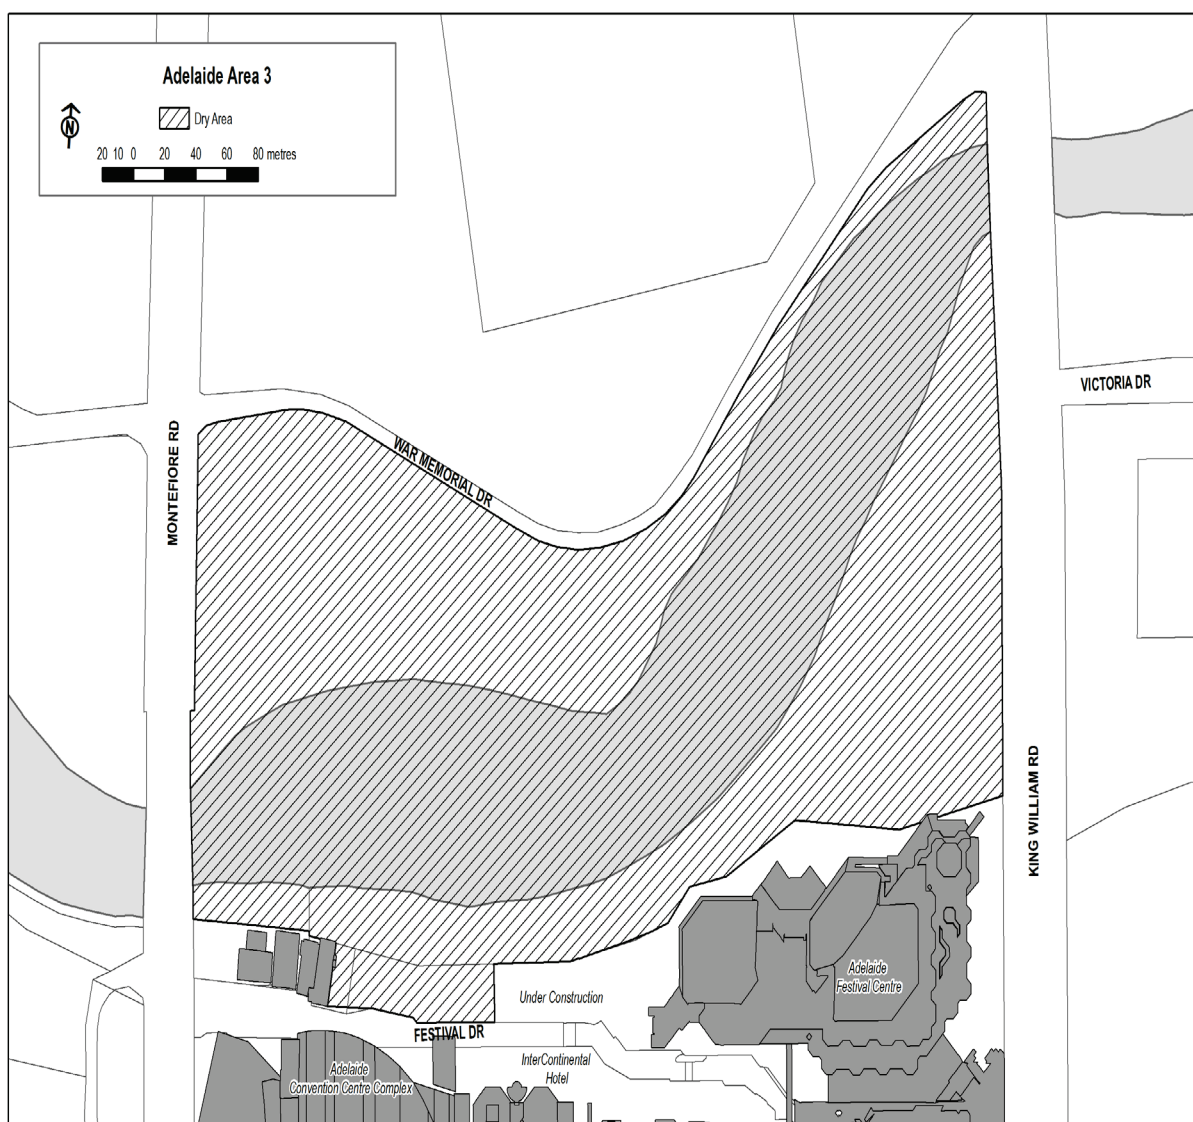 Adelaide Area 3
N
Dry Area
20 10 0 20 40 60 80 metres
VICTORIA DR
MONTEFIORE RD
WAR MEMORIAL DR
KING WILLIAM RD
Adelaide
Festival Centre
Under Construction
FESTIVAL DR
InterContinental
Hotel
Adelaide
Convention Centre Complex